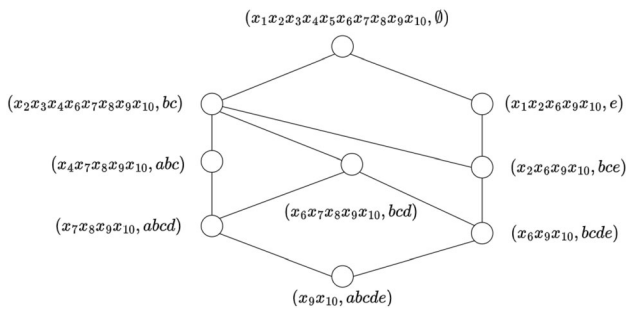 (x₁x₂x₃x₄x₅x₆x₇x₈x₉x₁₀, ∅)
(x₂x₃x₄x₆x₇x₈x₉x₁₀, bc)
(x₁x₂x₆x₉x₁₀, e)
(x₄x₇x₈x₉x₁₀, abc)
(x₂x₆x₉x₁₀, bce)
(x₆x₇x₈x₉x₁₀, bcd)
(x₇x₈x₉x₁₀, abcd)
(x₆x₉x₁₀, bcde)
(x₉x₁₀, abcde)